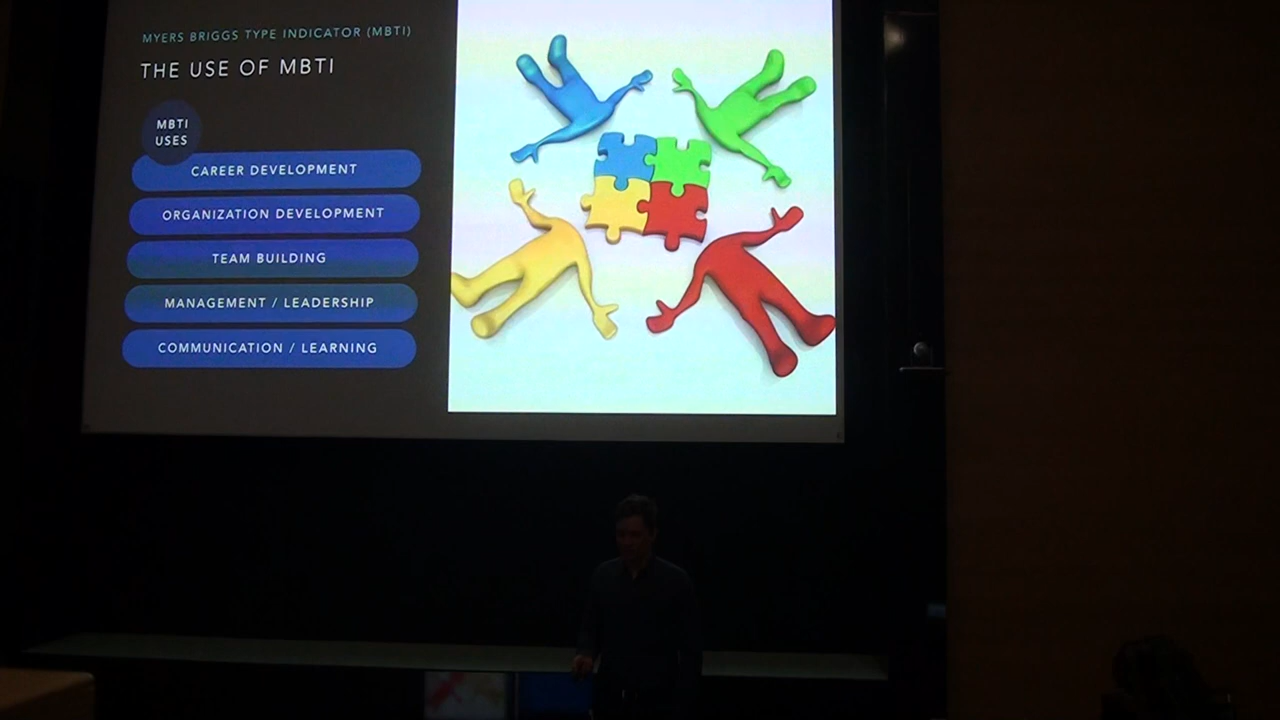 MYERS BRIGGS TYPE INDICATOR (MBTI)
THE USE OF MBTI
MBTI
USES
CAREER DEVELOPMENT
ORGANIZATION DEVELOPMENT
TEAM BUILDING
MANAGEMENT / LEADERSHIP
COMMUNICATION / LEARNING